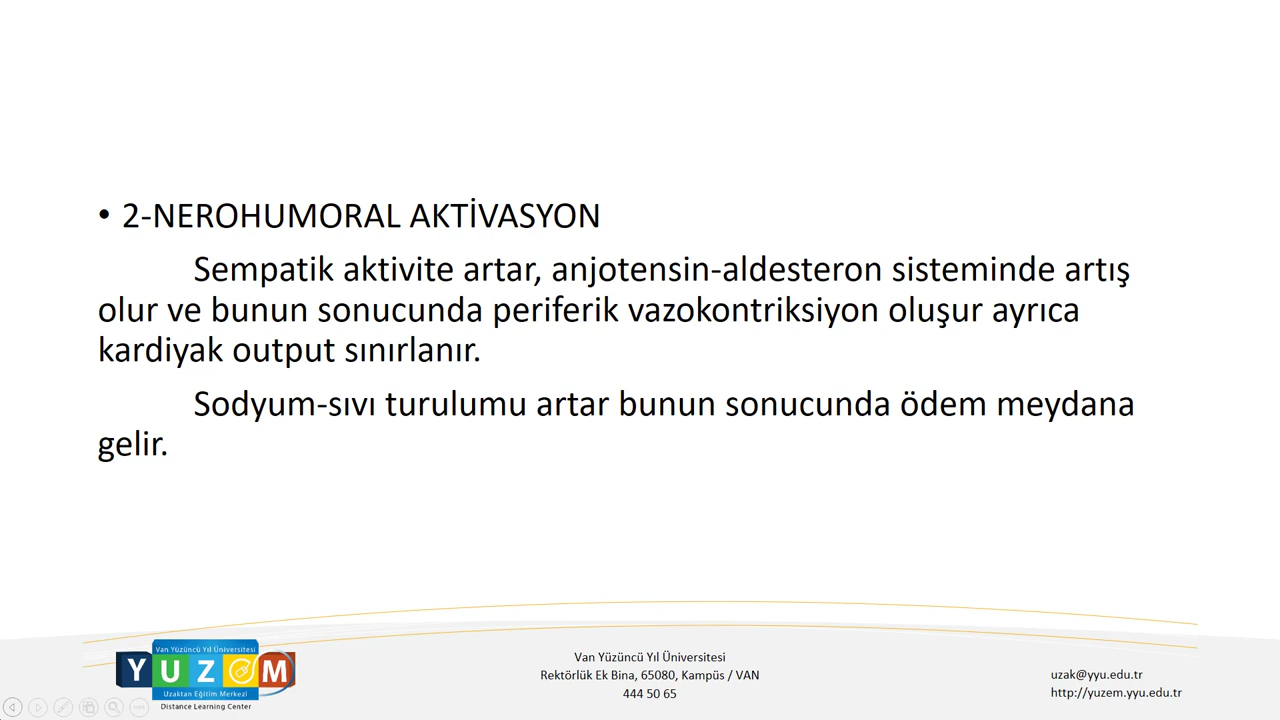 • 2-NEROHUMORAL AKTİVASYON
Sempatik aktivite artar, anjotensin-aldesteron sisteminde artış
olur ve bunun sonucunda periferik vazokontriksiyon oluşur ayrıca
kardiyak output sınırlanır.
Sodyum-sıvı turulumu artar bunun sonucunda ödem meydana
gelir.
Van Yüzüncü Yıl Üniversitesi
YUZEM
Uzaktan Eğitim Merkezi
Distance Learning Center
Van Yüzüncü Yıl Üniversitesi
Rektörlük Ek Bina, 65080, Kampüs / VAN
444 50 65
uzak@yyu.edu.tr
http://yuzem.yyu.edu.tr